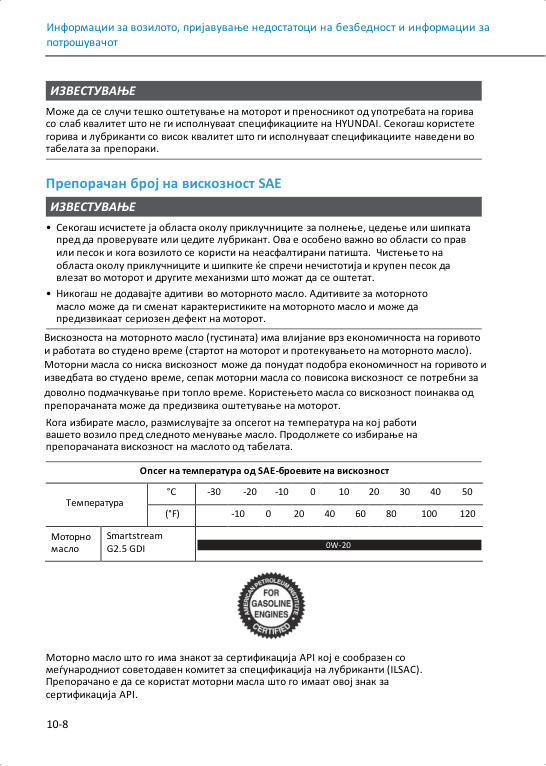 Информации за возилото, пријавување недостатоци на безбедност и информации за
потрошувачот
ИЗВЕСТУВАЊЕ
Може да се случи тешко оштетување на моторот и преносникот од употребата на горива
со слаб квалитет што не ги исполнуваат спецификациите на HYUNDAI. Секогаш користете
горива и лубриканти со висок квалитет што ги исполнуваат спецификациите наведени во
табелата за препораки.
Препорачан број на вискозност SAE
ИЗВЕСТУВАЊЕ
• Секогаш исчистете ја областа околу приклучниците за полнење, цедење или шипката
пред да проверувате или цедите лубрикант. Ова е особено важно во области со прав
или песок и кога возилото се користи на неасфалтирани патишта. Чистењето на
областа околу приклучниците и шипките ќе спречи нечистотија и крупен песок да
влезат во моторот и другите механизми што можат да се оштетат.
• Никогаш не додавајте адитиви во моторното масло. Адитивите за моторното
масло може да ги сменат карактеристиките на моторното масло и може да
предизвикаат сериозен дефект на моторот.
Вискозноста на моторното масло (густината) има влијание врз економичноста на горивото
и работата во студено време (стартот на моторот и протекувањето на моторното масло).
Моторни масла со ниска вискозност може да понудат подобра економичност на горивото и
изведбата во студено време, сепак моторни масла со повисока вискозност се потребни за
доволно подмачкување при топло време. Користењето масла со вискозност поинаква од
препорачаната може да предизвика оштетување на моторот.
Кога избирате масло, размислувајте за опсегот на температура на кој работи
вашето возило пред следното менување масло. Продолжете со избирање на
препорачаната вискозност на маслото од табелата.
Опсег на температура од SAE-броевите на вискозност
Температура
°C -30 -20 -10 0 10 20 30 40 50
(°F) -10 0 20 40 60 80 100 120
Моторно
масло
Smartstream
G2.5 GDI
0W-20
AMERICAN PETROLEUM INSTITUTE
FOR
GASOLINE
ENGINES
CERTIFIED
Моторно масло што го има знакот за сертификација API кој е сообразен со
меѓународниот советодавен комитет за спецификација на лубриканти (ILSAC).
Препорачано е да се користат моторни масла што го имаат овој знак за
сертификација API.
10-8